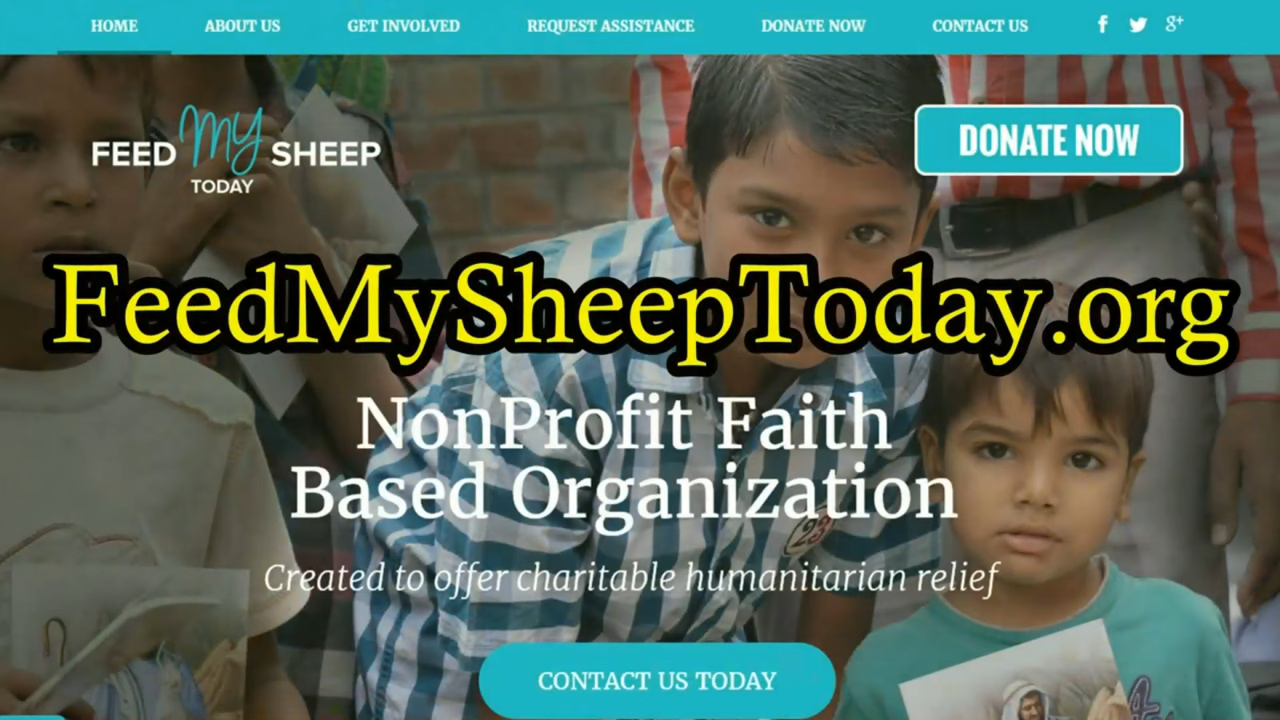 HOME ABOUT US GET INVOLVED REQUEST ASSISTANCE DONATE NOW CONTACT US f g+
FEED My SHEEP
TODAY
DONATE NOW
FeedMySheepToday.org
NonProfit Faith
Based Organization
23
Created to offer charitable humanitarian relief
CONTACT US TODAY